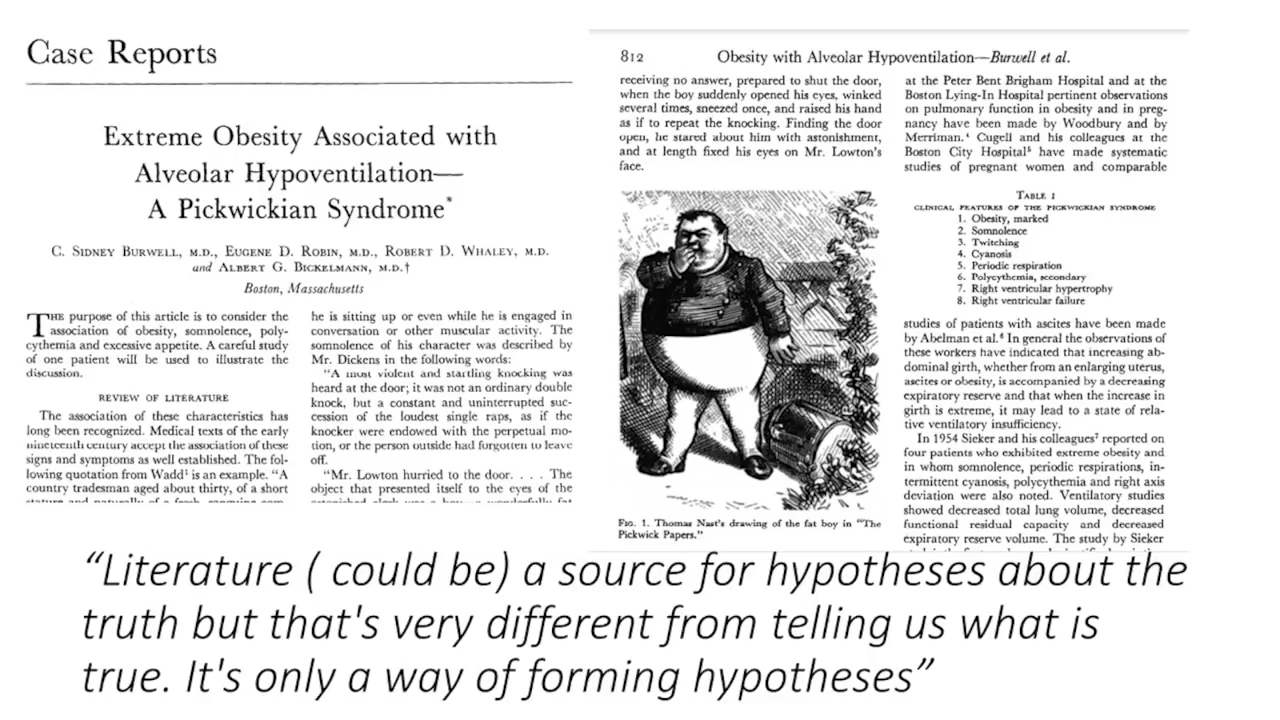 Case Reports
Extreme Obesity Associated with
Alveolar Hypoventilation—
A Pickwickian Syndrome*
C. Sidney Burwell, M.D., Eugene D. Robin, M.D., Robert D. Whaley, M.D.
and Albert G. Bickelmann, M.D.†
Boston, Massachusetts
The purpose of this article is to consider the
association of obesity, somnolence, poly-
cythemia and excessive appetite. A careful study
of one patient will be used to illustrate the
discussion.
REVIEW OF LITERATURE
The association of these characteristics has
long been recognized. Medical texts of the early
nineteenth century accept the association of these
signs and symptoms as well established. The fol-
lowing quotation from Wadd¹ is an example. “A
country tradesman aged about thirty, of a short
he is sitting up or even while he is engaged in
conversation or other muscular activity. The
somnolence of his character was described by
Mr. Dickens in the following words:
“A most violent and startling knocking was
heard at the door; it was not an ordinary double
knock, but a constant and uninterrupted suc-
cession of the loudest single raps, as if the
knocker were endowed with the perpetual mo-
tion, or the person outside had forgotten to leave
off.
“Mr. Lowton hurried to the door. . . . The
object that presented itself to the eyes of the
812
Obesity with Alveolar Hypoventilation—Burwell et al.
receiving no answer, prepared to shut the door,
when the boy suddenly opened his eyes, winked
several times, sneezed once, and raised his hand
as if to repeat the knocking. Finding the door
open, he stared about him with astonishment,
and at length fixed his eyes on Mr. Lowton's
face.
Fig. 1. Thomas Nast's drawing of the fat boy in “The
Pickwick Papers.”
at the Peter Bent Brigham Hospital and at the
Boston Lying-In Hospital pertinent observations
on pulmonary function in obesity and in preg-
nancy have been made by Woodbury and by
Merriman.⁴ Cugell and his colleagues at the
Boston City Hospital⁵ have made systematic
studies of pregnant women and comparable
Table I
CLINICAL FEATURES OF THE PICKWICKIAN SYNDROME
1. Obesity, marked
2. Somnolence
3. Twitching
4. Cyanosis
5. Periodic respiration
6. Polycythemia, secondary
7. Right ventricular hypertrophy
8. Right ventricular failure
studies of patients with ascites have been made
by Abelman et al.⁶ In general the observations of
these workers have indicated that increasing ab-
dominal girth, whether from an enlarging uterus,
ascites or obesity, is accompanied by a decreasing
expiratory reserve and that when the increase in
girth is extreme, it may lead to a state of rela-
tive ventilatory insufficiency.
In 1954 Sieker and his colleagues⁷ reported on
four patients who exhibited extreme obesity and
in whom somnolence, periodic respirations, in-
termittent cyanosis, polycythemia and right axis
deviation were also noted. Ventilatory studies
showed decreased total lung volume, decreased
functional residual capacity and decreased
expiratory reserve volume. The study by Sieker
“Literature ( could be) a source for hypotheses about the
truth but that's very different from telling us what is
true. It's only a way of forming hypotheses”